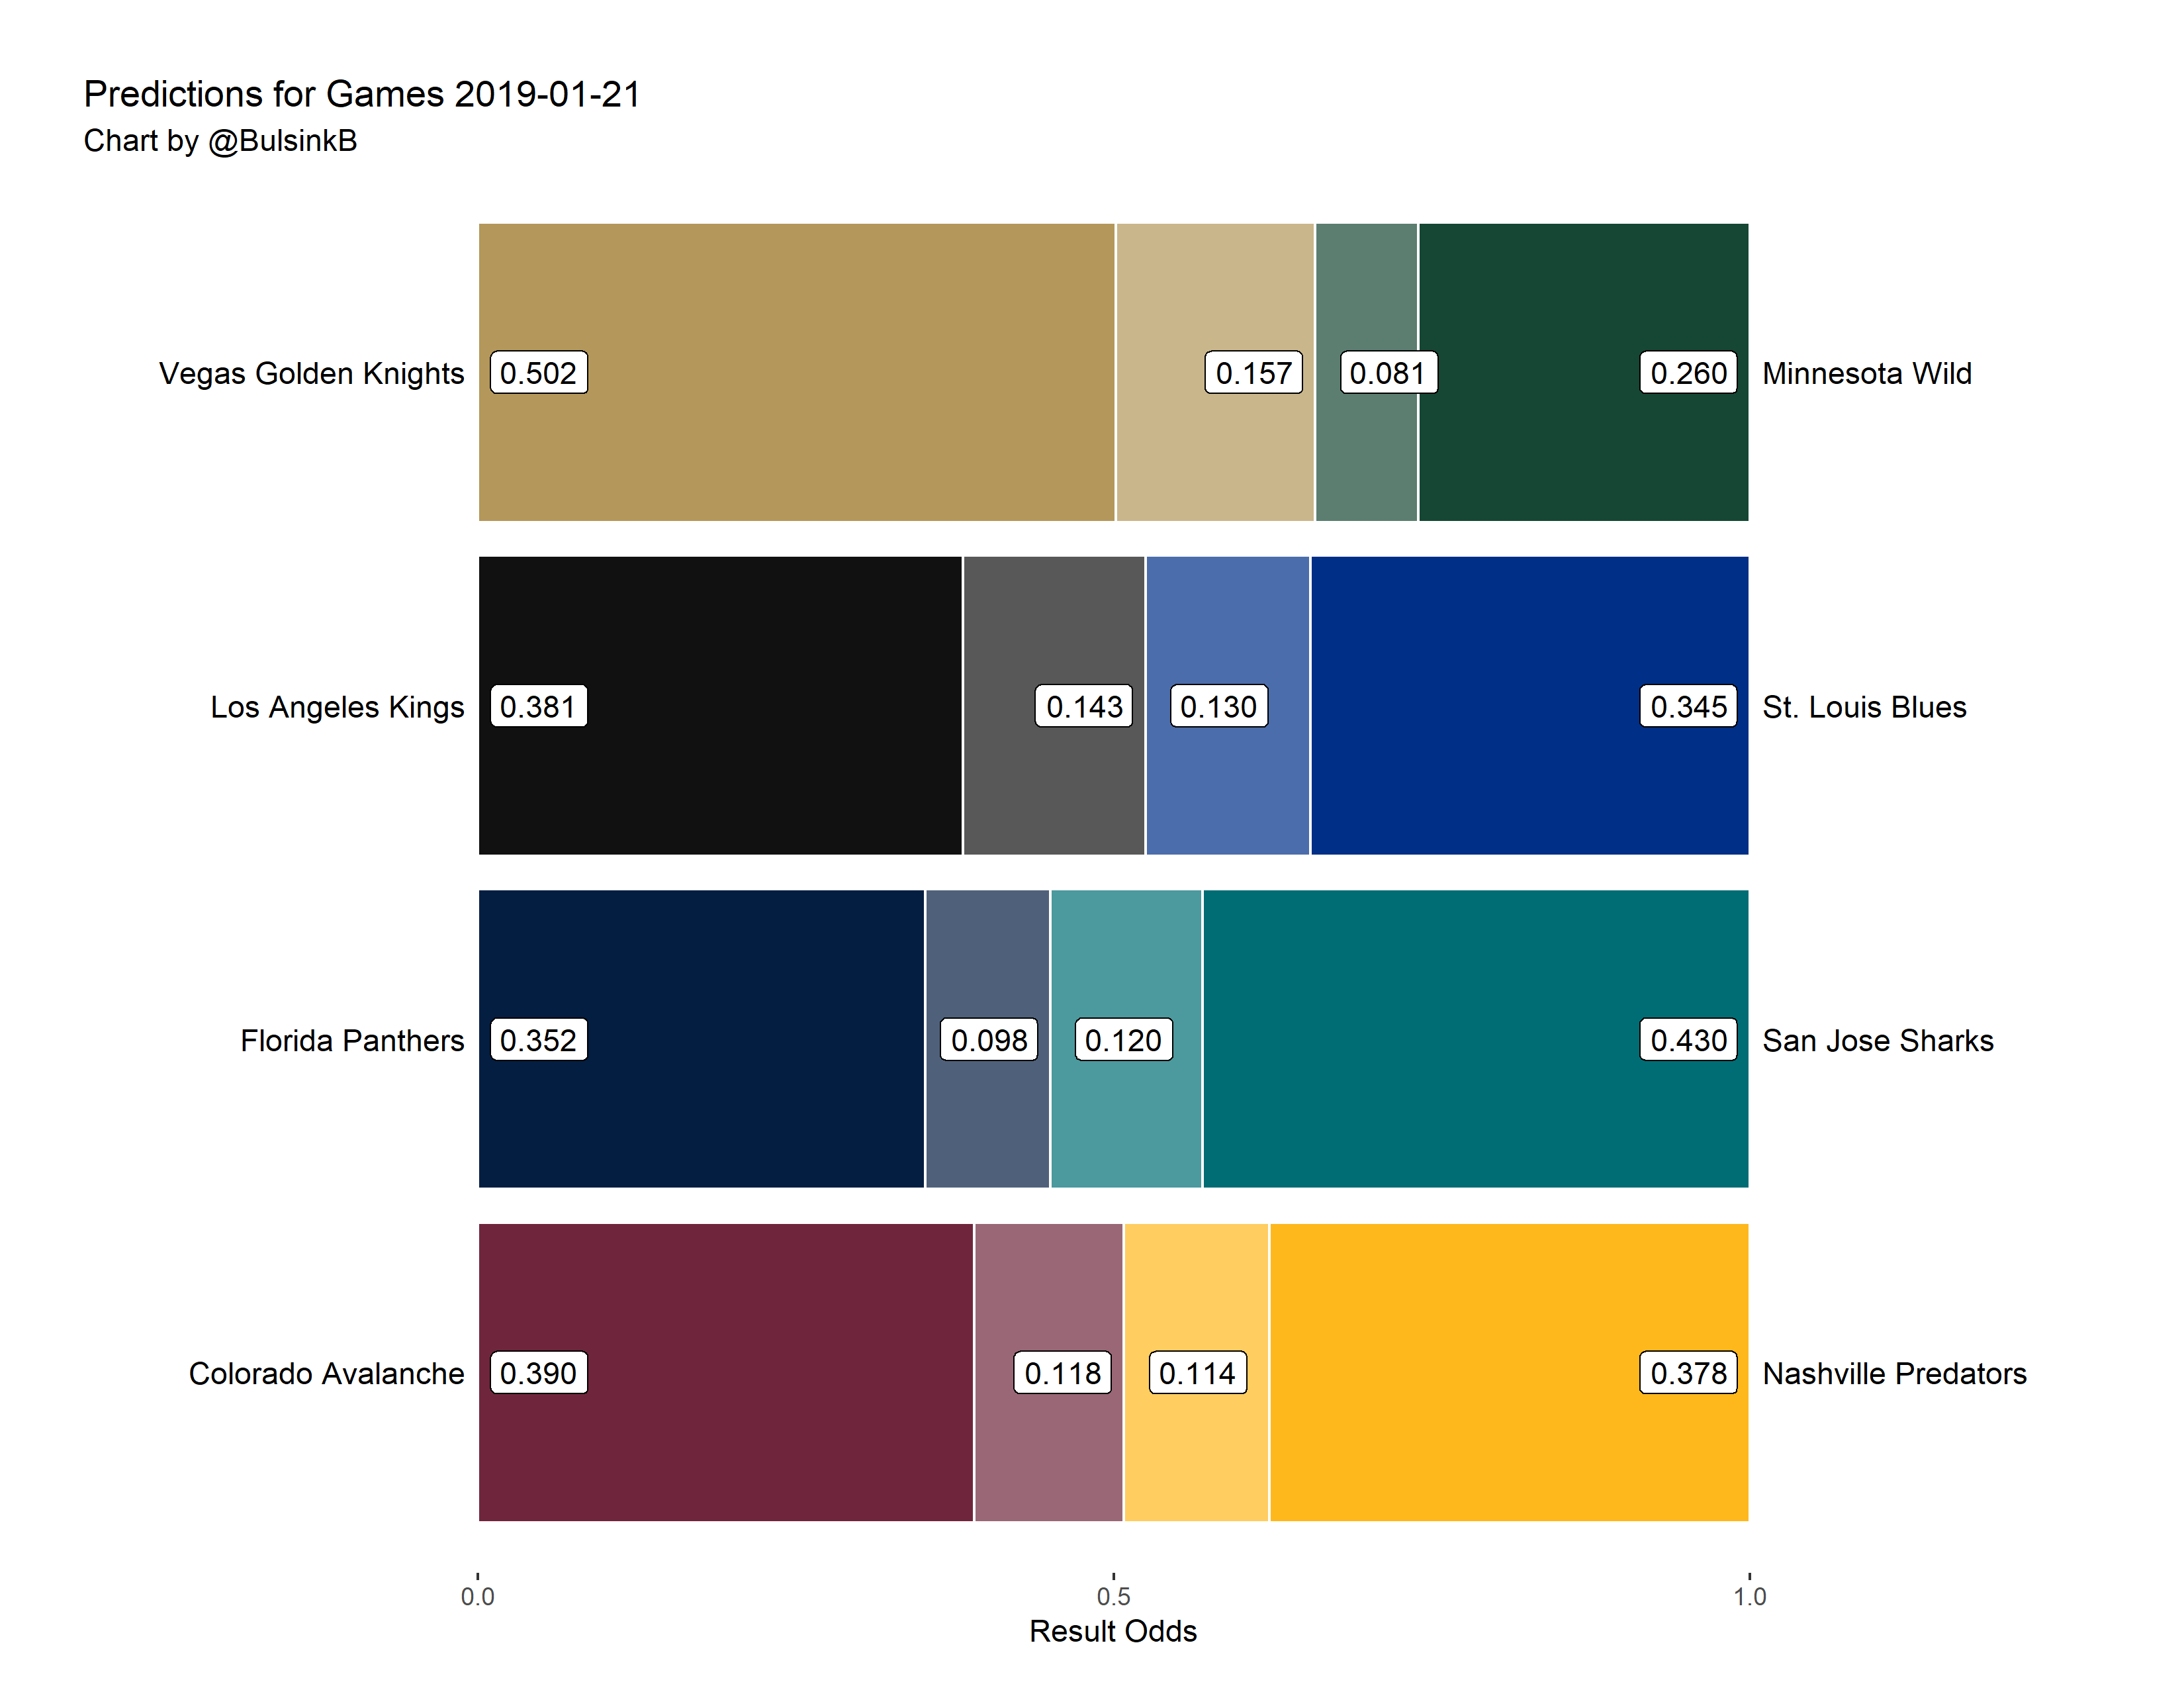 Predictions for Games 2019-01-21
Chart by @BulsinkB
Vegas Golden Knights 0.502 0.157 0.081 0.260 Minnesota Wild
Los Angeles Kings 0.381 0.143 0.130 0.345 St. Louis Blues
Florida Panthers 0.352 0.098 0.120 0.430 San Jose Sharks
Colorado Avalanche 0.390 0.118 0.114 0.378 Nashville Predators
0.0 0.5 1.0
Result Odds